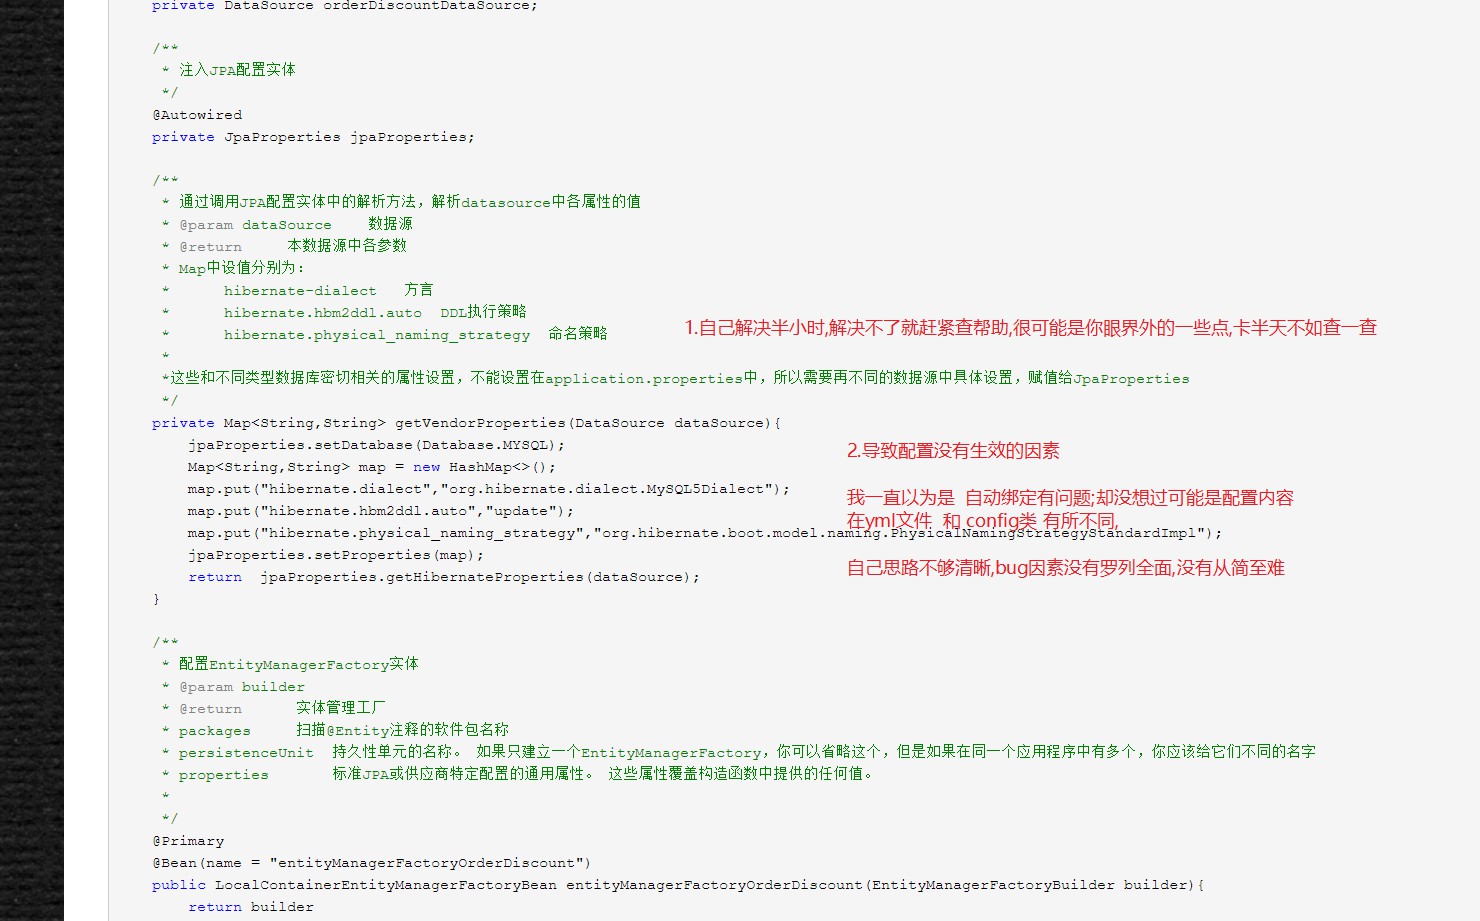 private DataSource orderDiscountDataSource;
/**
* 注入JPA配置实体
*/
@Autowired
private JpaProperties jpaProperties;
/**
* 通过调用JPA配置实体中的解析方法，解析datasource中各属性的值
* @param dataSource 数据源
* @return 本数据源中各参数
* Map中设值分别为：
* hibernate-dialect 方言
* hibernate.hbm2ddl.auto DDL执行策略
* hibernate.physical_naming_strategy 命名策略
1.自己解决半小时,解决不了就赶紧查帮助,很可能是你眼界外的一些点,卡半天不如查一查
*
*这些和不同类型数据库密切相关的属性设置，不能设置在application.properties中，所以需要再不同的数据源中具体设置，赋值给JpaProperties
*/
private Map<String,String> getVendorProperties(DataSource dataSource){
jpaProperties.setDatabase(Database.MYSQL);
2.导致配置没有生效的因素
Map<String,String> map = new HashMap<>();
map.put("hibernate.dialect","org.hibernate.dialect.MySQL5Dialect");
我一直以为是 自动绑定有问题;却没想过可能是配置内容
map.put("hibernate.hbm2ddl.auto","update");
在yml文件 和 config类 有所不同,
map.put("hibernate.physical_naming_strategy","org.hibernate.boot.model.naming.PhysicalNamingStrategyStandardImpl");
jpaProperties.setProperties(map);
自己思路不够清晰,bug因素没有罗列全面,没有从简至难
return jpaProperties.getHibernateProperties(dataSource);
}
/**
* 配置EntityManagerFactory实体
* @param builder
* @return 实体管理工厂
* packages 扫描@Entity注释的软件包名称
* persistenceUnit 持久性单元的名称。 如果只建立一个EntityManagerFactory，你可以省略这个，但是如果在同一个应用程序中有多个，你应该给它们不同的名字
* properties 标准JPA或供应商特定配置的通用属性。 这些属性覆盖构造函数中提供的任何值。
*
*/
@Primary
@Bean(name = "entityManagerFactoryOrderDiscount")
public LocalContainerEntityManagerFactoryBean entityManagerFactoryOrderDiscount(EntityManagerFactoryBuilder builder){
return builder